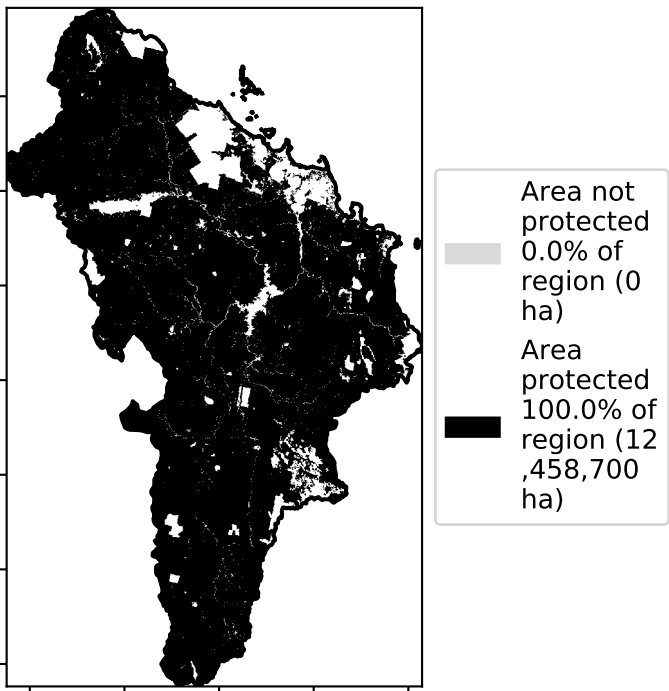 Area not
protected
0.0% of
region (0
ha)
Area
protected
100.0% of
region (12
,458,700
ha)